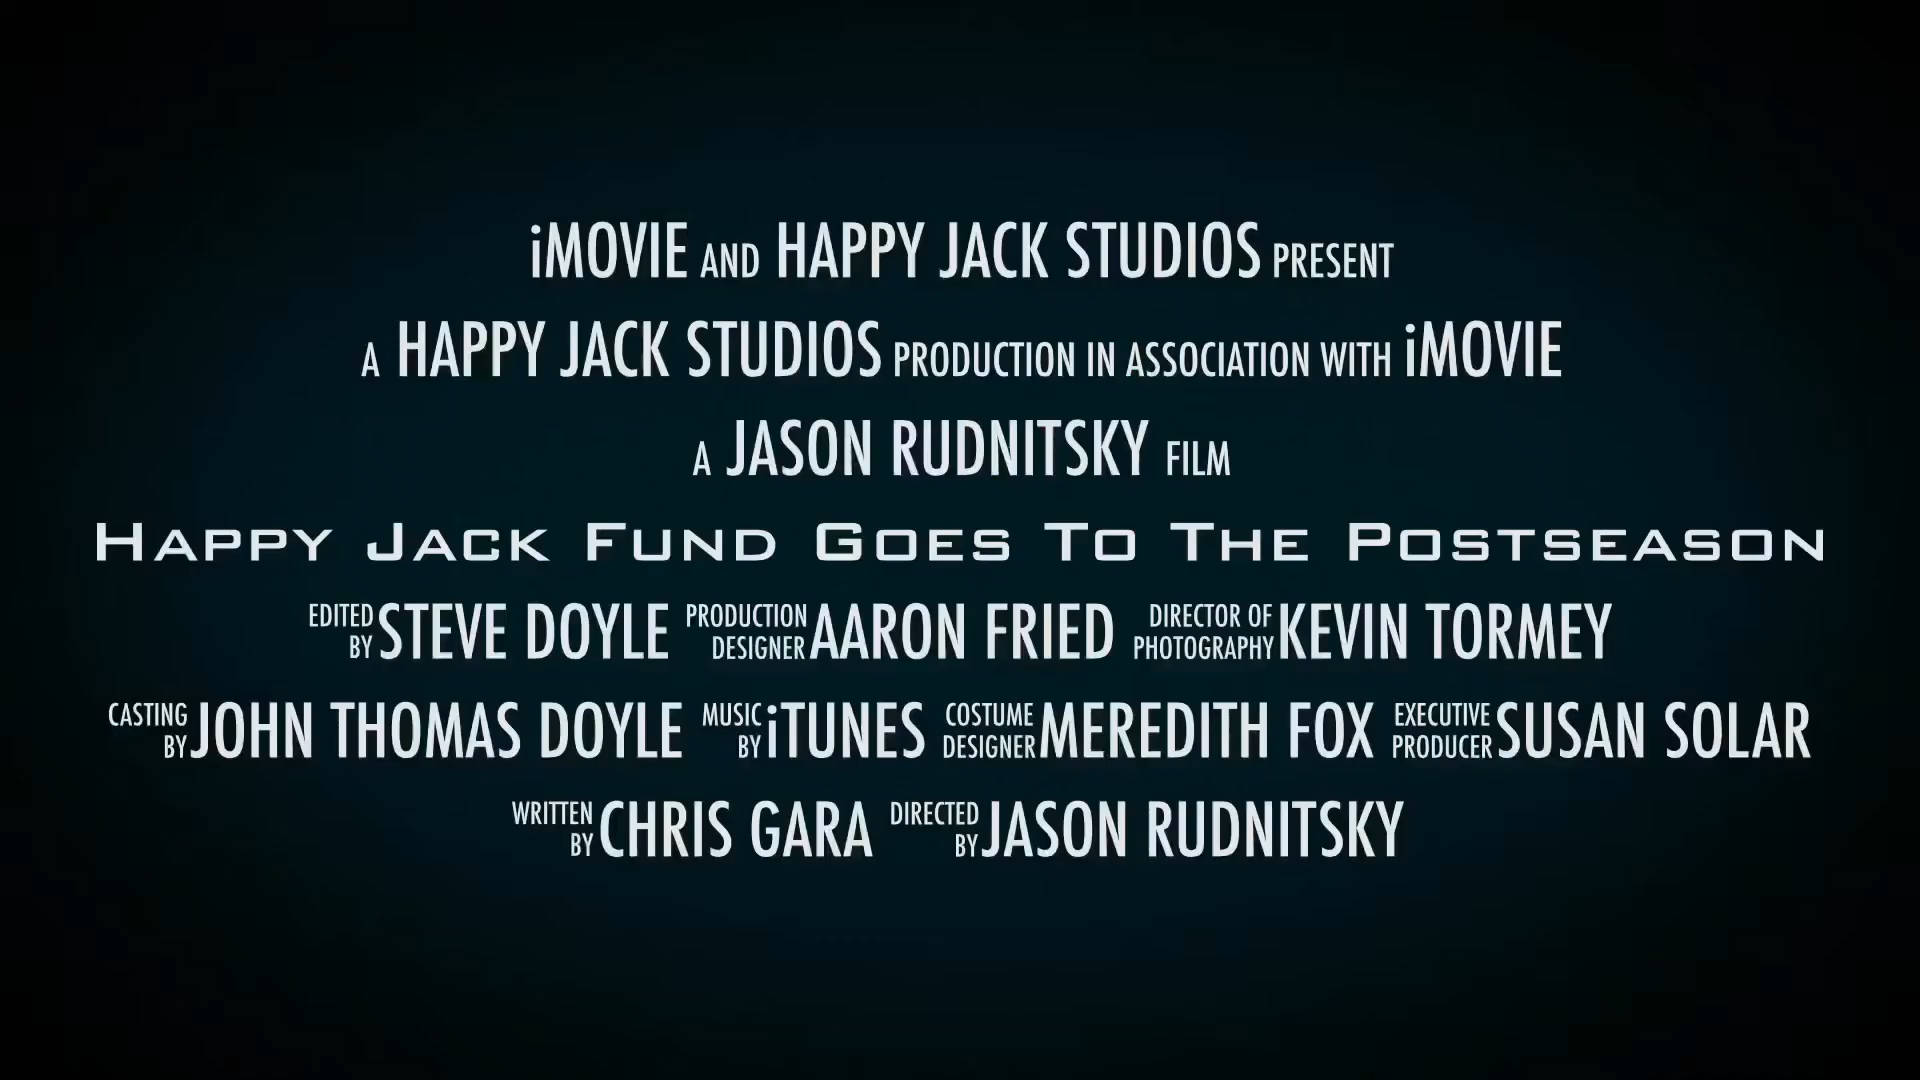 iMOVIE AND HAPPY JACK STUDIOS PRESENT
A HAPPY JACK STUDIOS PRODUCTION IN ASSOCIATION WITH iMOVIE
A JASON RUDNITSKY FILM
HAPPY JACK FUND GOES TO THE POSTSEASON
EDITED BY STEVE DOYLE PRODUCTION DESIGNER AARON FRIED DIRECTOR OF PHOTOGRAPHY KEVIN TORMEY
CASTING BY JOHN THOMAS DOYLE MUSIC BY iTUNES COSTUME DESIGNER MEREDITH FOX EXECUTIVE PRODUCER SUSAN SOLAR
WRITTEN BY CHRIS GARA DIRECTED BY JASON RUDNITSKY